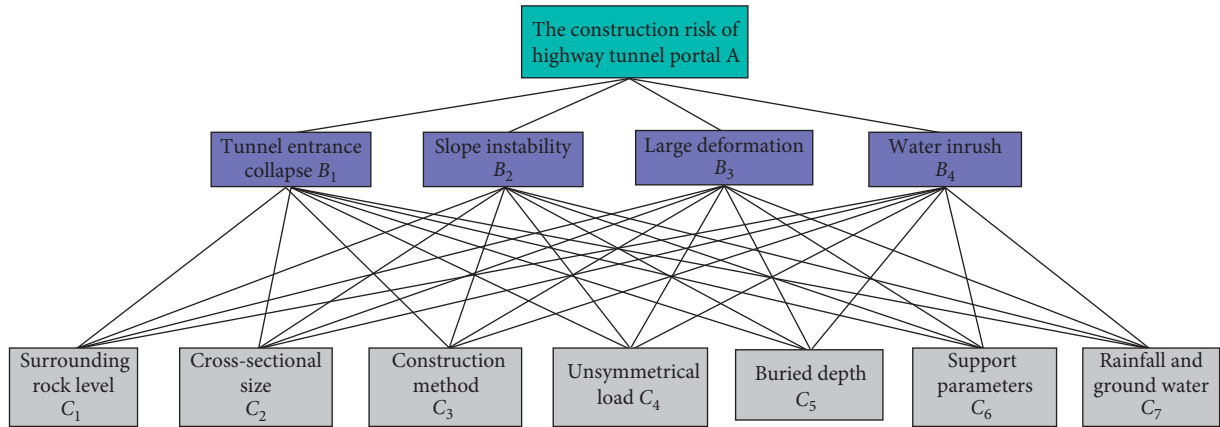 The construction risk of
highway tunnel portal A
Tunnel entrance
collapse B₁
Slope instability
B₂
Large deformation
B₃
Water inrush
B₄
Surrounding
rock level
C₁
Cross-sectional
size
C₂
Construction
method
C₃
Unsymmetrical
load C₄
Buried depth
C₅
Support
parameters
C₆
Rainfall and
ground water
C₇